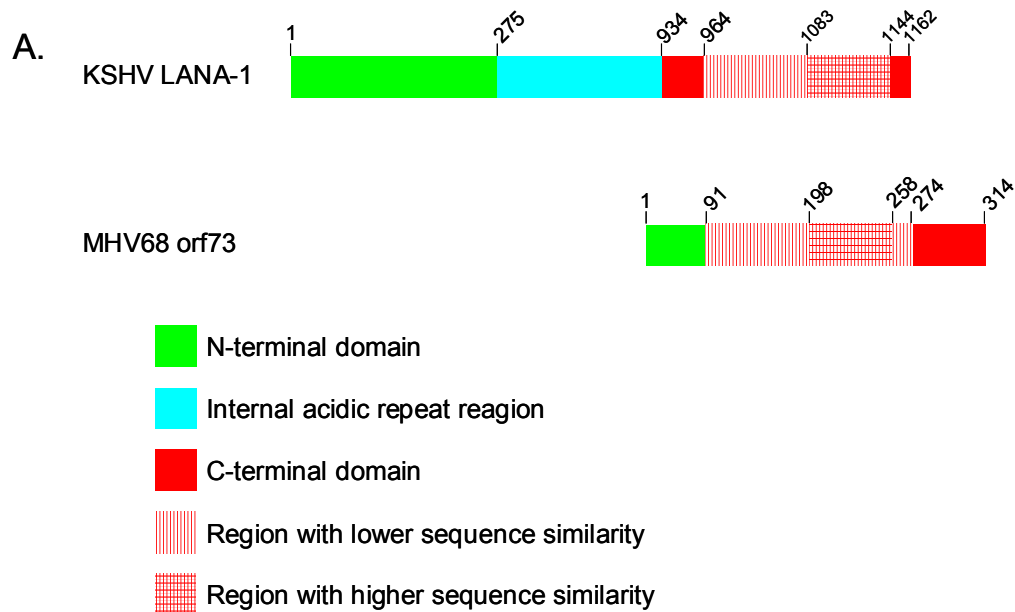 A.
KSHV LANA-1
1 275 934 964 1083 1144 1162
MHV68 orf73
1 91 198 258 274 314
N-terminal domain
Internal acidic repeat reagion
C-terminal domain
Region with lower sequence similarity
Region with higher sequence similarity